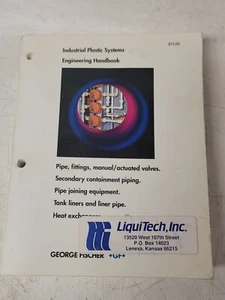 Industrial Plastic Systems
$10.00
Engineering Handbook
Pipe, fittings, manual/actuated valves.
Secondary containment piping.
Pipe joining equipment.
Tank liners and liner pipe.
Heat exchangers
LiquiTech, Inc.
13520 West 107th Street
P.O. Box 14023
Lenexa, Kansas 66215
GEORGE FISCHER +GF+